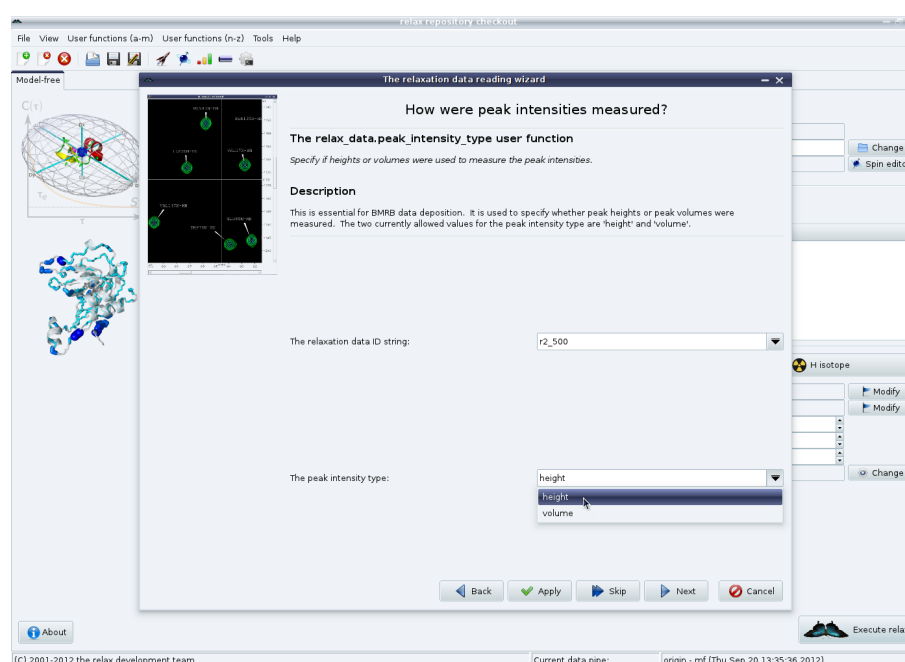 relax repository checkout
File View User functions (a-m) User functions (n-z) Tools Help
Model-free
The relaxation data reading wizard
How were peak intensities measured?
The relax_data.peak_intensity_type user function
Specify if heights or volumes were used to measure the peak intensities.
Description
This is essential for BMRB data deposition. It is used to specify whether peak heights or peak volumes were
measured. The two currently allowed values for the peak intensity type are 'height' and 'volume'.
Change
Spin edito
The relaxation data ID string:
r2_500
H isotope
Modify
Modify
The peak intensity type:
height
height
volume
Change
Back
Apply
Skip
Next
Cancel
About
Execute rela
(C) 2001-2012 the relax development team
Current data pipe:
origin - mf (Thu Sep 20 13:35:36 2012)